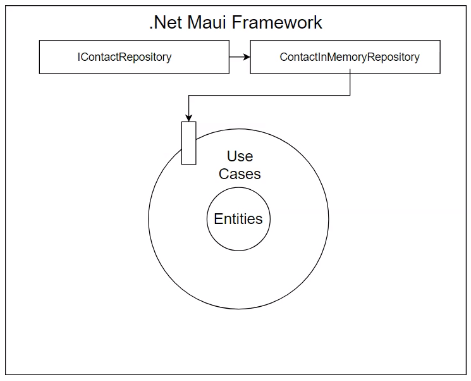 .Net Maui Framework
IContactRepository
ContactInMemoryRepository
Use
Cases
Entities